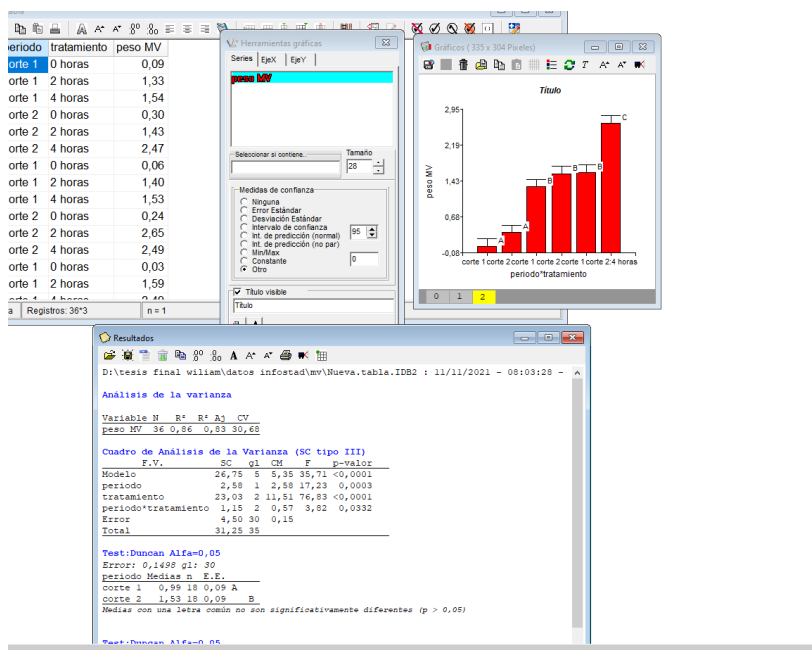 periodo tratamiento peso MV
orte 1 0 horas 0,09
orte 1 2 horas 1,33
orte 1 4 horas 1,54
orte 2 0 horas 0,30
orte 2 2 horas 1,43
orte 2 4 horas 2,47
orte 1 0 horas 0,06
orte 1 2 horas 1,40
orte 1 4 horas 1,53
orte 2 0 horas 0,24
orte 2 2 horas 2,65
orte 2 4 horas 2,49
orte 1 0 horas 0,03
orte 1 2 horas 1,59
a Registros: 36*3 n = 1
Herramientas gráficas
Series EjeX EjeY
peso MV
Seleccionar si contiene..
Tamaño
28
Medidas de confianza
Ninguna
Error Estándar
Desviación Estándar
Intervalo de confianza
Int. de predicción (normal)
95
Int. de predicción (no par)
Min/Max
Constante
0
Otro
Título visible
Título
Gráficos ( 335 x 304 Píxeles)
Título
2,95
2,19
1,43
0,68
-0,08
peso MV
A
A
B
B
B
C
corte 1 corte 2 corte 1 corte 2 corte 1 corte 2:4 horas
periodo*tratamiento
0 1 2
Resultados
D:\tesis final wiliam\datos infostad\mv\Nueva.tabla.IDB2 : 11/11/2021 - 08:03:28 -
Análisis de la varianza
Variable N R² R² Aj CV
peso MV 36 0,86 0,83 30,68
Cuadro de Análisis de la Varianza (SC tipo III)
F.V. SC gl CM F p-valor
Modelo 26,75 5 5,35 35,71 <0,0001
periodo 2,58 1 2,58 17,23 0,0003
tratamiento 23,03 2 11,51 76,83 <0,0001
periodo*tratamiento 1,15 2 0,57 3,82 0,0332
Error 4,50 30 0,15
Total 31,25 35
Test:Duncan Alfa=0,05
Error: 0,1498 gl: 30
periodo Medias n E.E.
corte 1 0,99 18 0,09 A
corte 2 1,53 18 0,09 B
Medias con una letra común no son significativamente diferentes (p > 0,05)
Test:Duncan Alfa=0,05